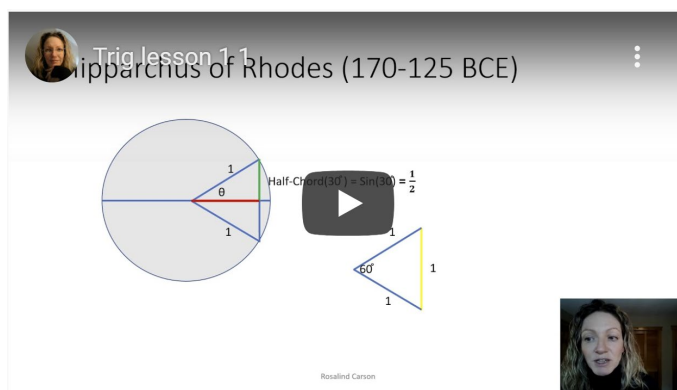 Trig lesson 1 1
Hipparchus of Rhodes (170-125 BCE)
1
Half-Chord(30°) = Sin(30) = 1/2
θ
1
1
60°
1
1
Rosalind Carson